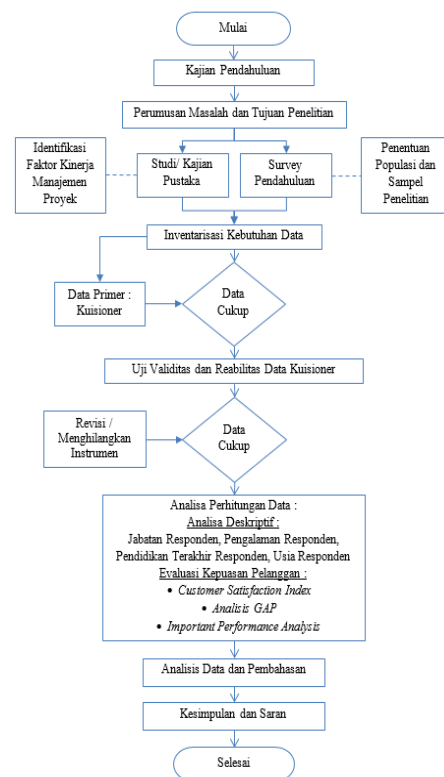 Mulai
Kajian Pendahuluan
Perumusan Masalah dan Tujuan Penelitian
Identifikasi
Faktor Kinerja
Manajemen
Proyek
Studi/ Kajian
Pustaka
Survey
Pendahuluan
Penentuan
Populasi dan
Sampel
Penelitian
Inventarisasi Kebutuhan Data
Data Primer :
Kuisioner
Data
Cukup
Uji Validitas dan Reabilitas Data Kuisioner
Revisi /
Menghilangkan
Instrumen
Data
Cukup
Analisa Perhitungan Data :
Analisa Deskriptif :
Jabatan Responden, Pengalaman Responden,
Pendidikan Terakhir Responden, Usia Responden
Evaluasi Kepuasan Pelanggan :
• Customer Satisfaction Index
• Analisis GAP
• Important Performance Analysis
Analisis Data dan Pembahasan
Kesimpulan dan Saran
Selesai